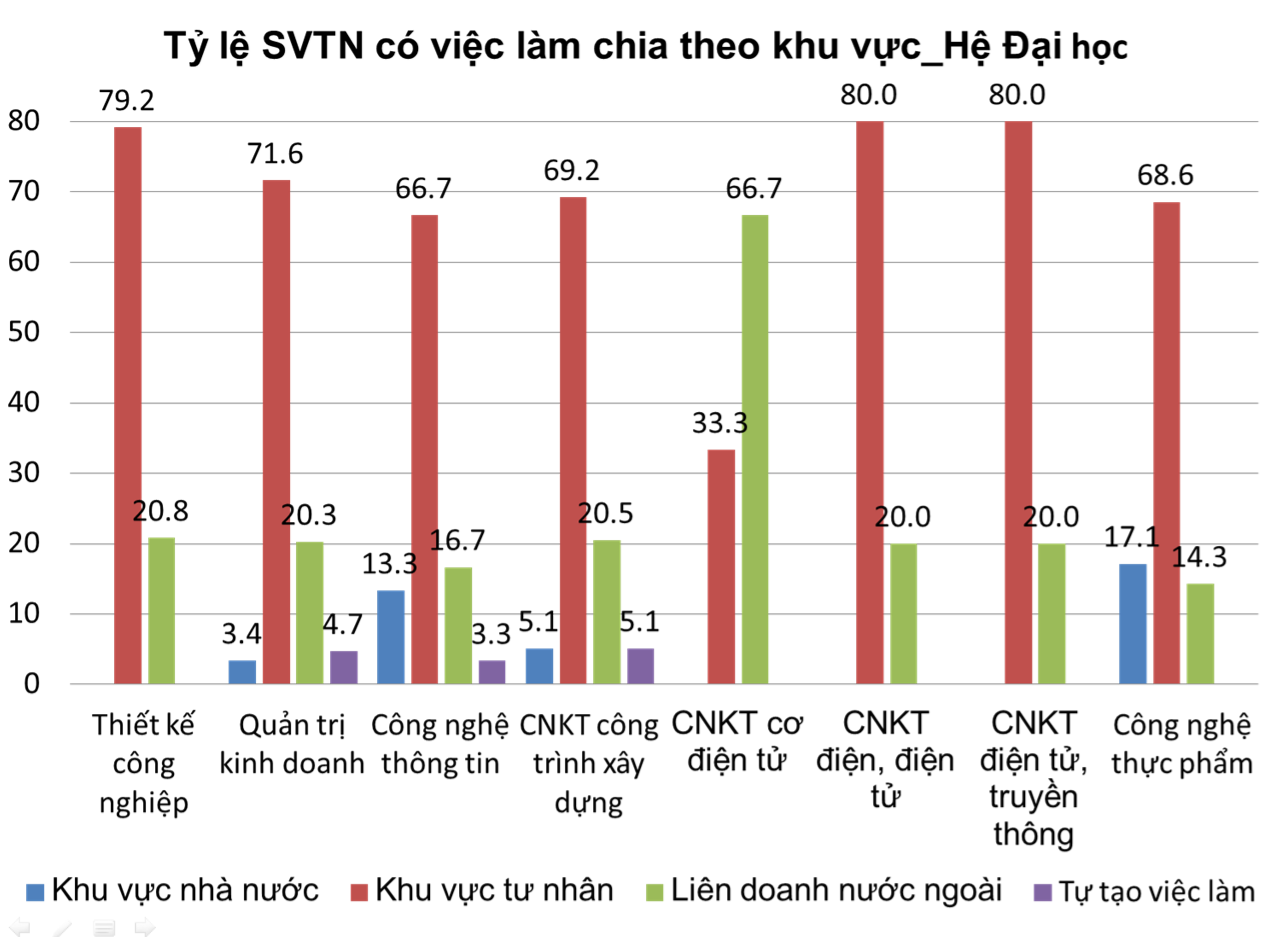 Tỷ lệ SVTN có việc làm chia theo khu vực_Hệ Đại học
79.2
80.0
80.0
80
71.6
66.7
69.2
66.7
68.6
70
60
50
40
33.3
30
20.8
20.3
16.7
20.5
20.0
20.0
17.1
14.3
20
13.3
10
3.4
4.7
3.3
5.1
5.1
0
Thiết kế
công
nghiệp
Quản trị
kinh doanh
Công nghệ
thông tin
CNKT công
trình xây
dựng
CNKT cơ
điện tử
CNKT
điện, điện
tử
CNKT
điện tử,
truyền
thông
Công nghệ
thực phẩm
Khu vực nhà nước
Khu vực tư nhân
Liên doanh nước ngoài
Tự tạo việc làm